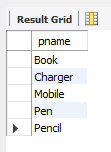 Result Grid
pname
Book
Charger
Mobile
Pen
Pencil